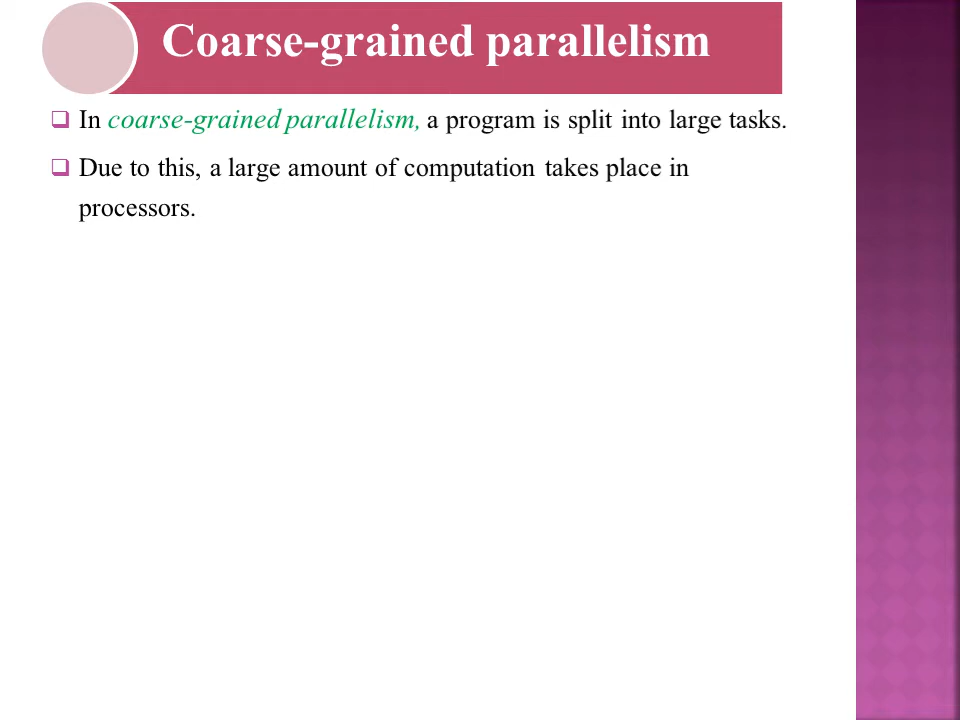 Coarse-grained parallelism
In coarse-grained parallelism, a program is split into large tasks.
Due to this, a large amount of computation takes place in
processors.